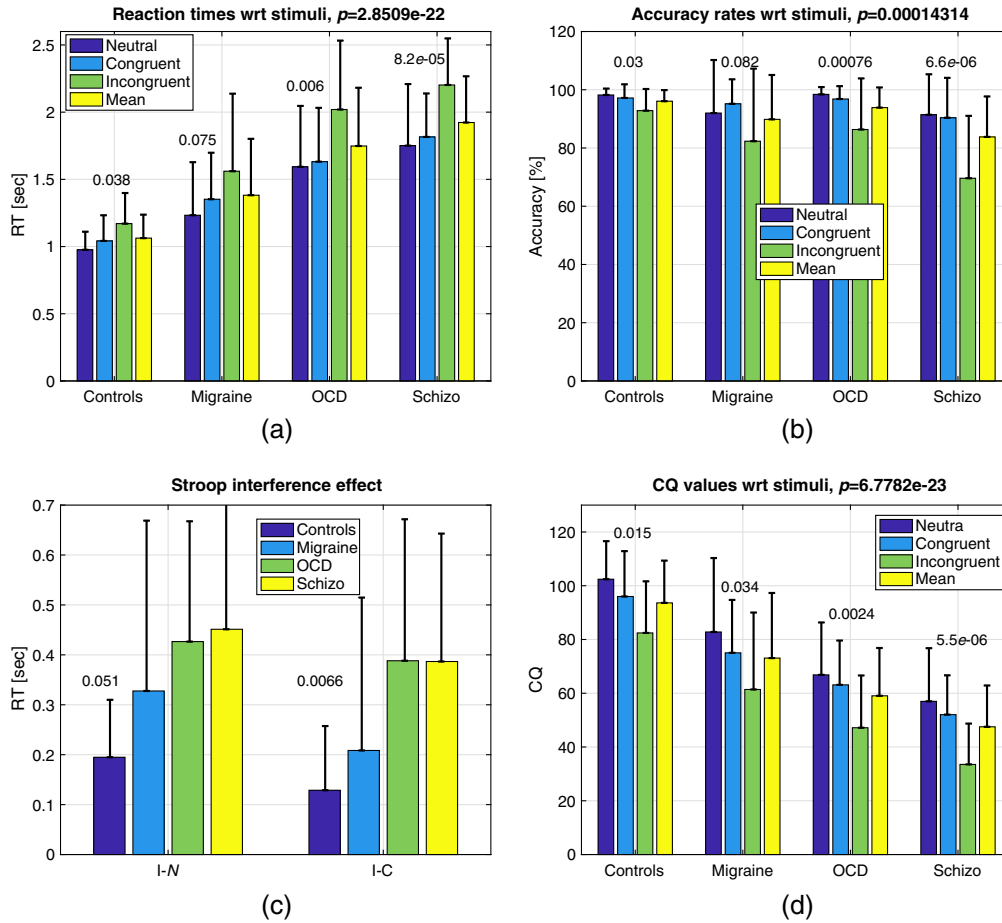 Reaction times wrt stimuli, p=2.8509e-22
RT [sec]
2.5
2
1.5
1
0.5
0
Neutral
Congruent
Incongruent
Mean
0.038
0.075
0.006
8.2e-05
Controls Migraine OCD Schizo
(a)
Accuracy rates wrt stimuli, p=0.00014314
Accuracy [%]
120
100
80
60
40
20
0
0.03
0.082
0.00076
6.6e-06
Neutral
Congruent
Incongruent
Mean
Controls Migraine OCD Schizo
(b)
Stroop interference effect
RT [sec]
0.7
0.6
0.5
0.4
0.3
0.2
0.1
0
Controls
Migraine
OCD
Schizo
0.051
0.0066
I-N I-C
(c)
CQ values wrt stimuli, p=6.7782e-23
CQ
120
100
80
60
40
20
0
Neutra
Congruent
Incongruent
Mean
0.015
0.034
0.0024
5.5e-06
Controls Migraine OCD Schizo
(d)